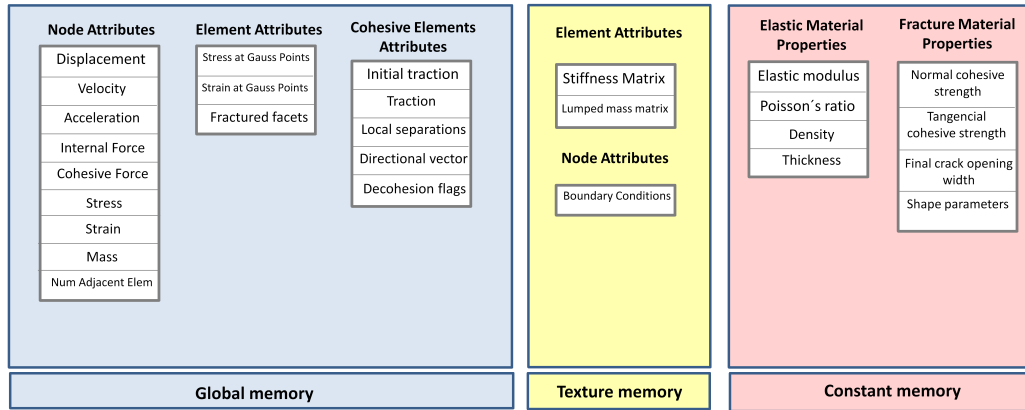 Node Attributes
Displacement
Velocity
Acceleration
Internal Force
Cohesive Force
Stress
Strain
Mass
Num Adjacent Elem
Element Attributes
Stress at Gauss Points
Strain at Gauss Points
Fractured facets
Cohesive Elements
Attributes
Initial traction
Traction
Local separations
Directional vector
Decohesion flags
Global memory
Element Attributes
Stiffness Matrix
Lumped mass matrix
Node Attributes
Boundary Conditions
Texture memory
Elastic Material
Properties
Elastic modulus
Poisson´s ratio
Density
Thickness
Fracture Material
Properties
Normal cohesive
strength
Tangencial
cohesive strength
Final crack opening
width
Shape parameters
Constant memory